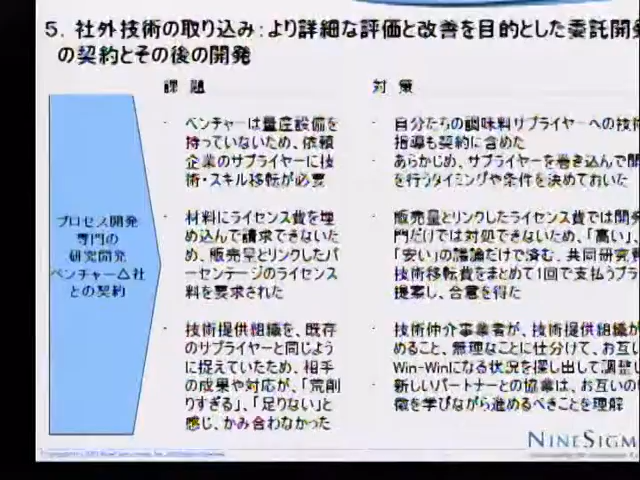 5．社外技術の取り込み：より詳細な評価と改善を目的とした委託開発
の契約とその後の開発
課 題
対 策
プロセス開発
専門の
研究開発
ベンチャー△社
との契約
・ ベンチャーは量産設備を
持っていないため、依頼
企業のサプライヤーに技
術・スキル移転が必要
・ 自分たちの調味料サプライヤーへの技術
指導も契約に含めた
・ あらかじめ、サプライヤーを巻き込んで開
を行うタイミングや条件を決めておいた
・ 材料にライセンス費を埋
め込んで請求できないた
め、販売量とリンクしたパ
ーセンテージのライセンス
料を要求された
・ 販売量とリンクしたライセンス費では開発
門だけでは対処できないため、「高い」、
「安い」の議論だけで済む、共同研究費
技術移転費をまとめて1回で支払うプラ
提案し、合意を得た
・ 技術提供組織を、既存
のサプライヤーと同じよう
に捉えていたため、相手
の成果や対応が、「荒削
りすぎる」、「足りない」と
感じ、かみ合わなかった
・ 技術仲介事業者が、技術提供組織が
めること、無理なことに仕分けて、お互い
Win-Winになる状況を探し出して調整し
・ 新しいパートナーとの協業は、お互いの
徴を学びながら進めるべきことを理解
NINESIGM